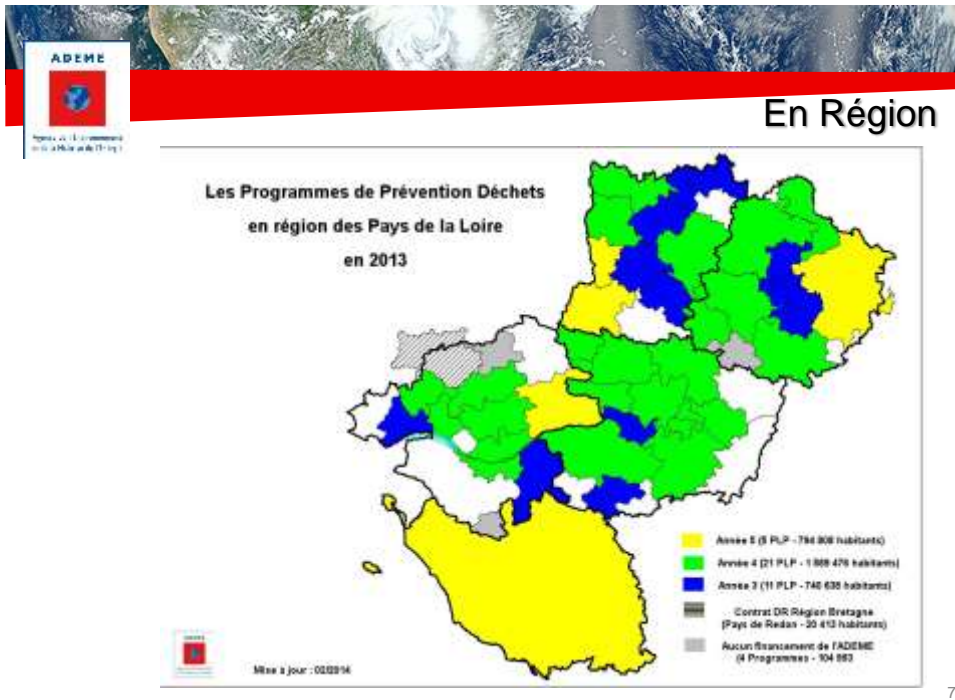 ADEME
En Région
Les Programmes de Prévention Déchets
en région des Pays de la Loire
en 2013
Année 5 (5 PLP - 794 808 habitants)
Année 4 (21 PLP - 1 869 476 habitants)
Année 3 (11 PLP - 740 638 habitants)
Contrat DR Région Bretagne
(Pays de Redon - 20 413 habitants)
Aucun financement de l'ADEME
(4 Programmes - 104 863
ADEME
Mise à jour : 02/2014
7